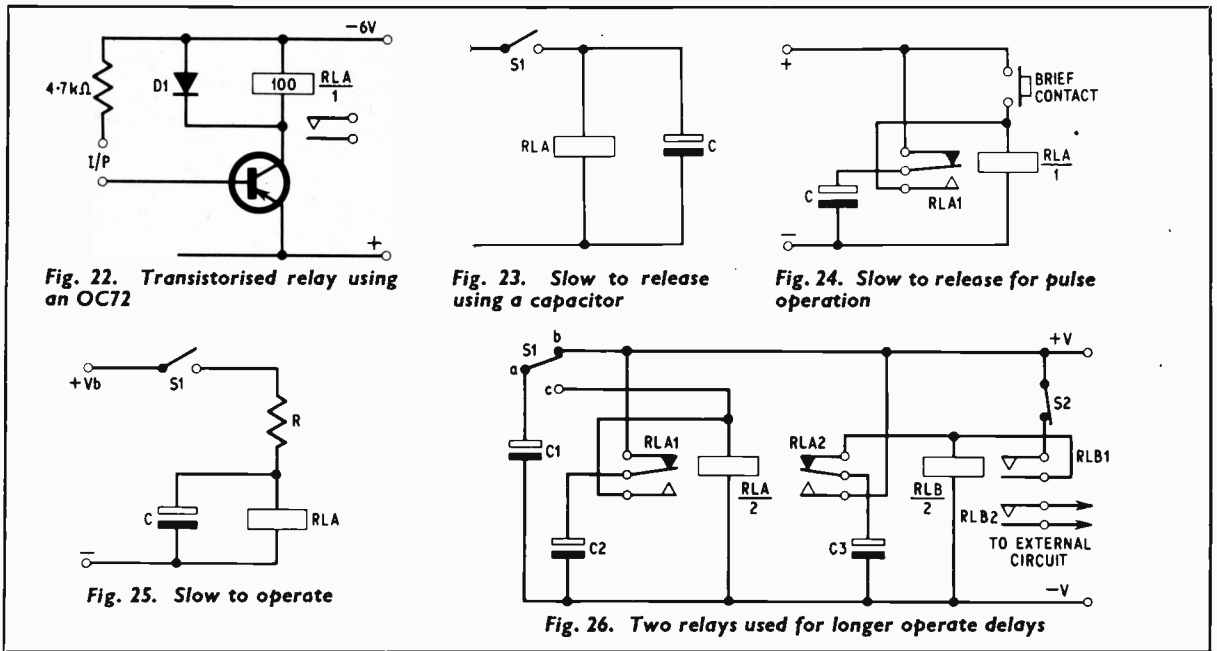 −6V
4·7kΩ
D1
100
RLA
1
I/P
+
Fig. 22. Transistorised relay using
an OC72
S1
RLA
C
Fig. 23. Slow to release
using a capacitor
+
BRIEF
CONTACT
C
RLA1
RLA
1
−
Fig. 24. Slow to release for pulse
operation
+Vb
S1
R
C
RLA
−
Fig. 25. Slow to operate
S1
b
a
c
+V
S2
C1
RLA1
RLA
2
RLA2
RLB
2
RLB1
RLB2
C2
C3
TO EXTERNAL
CIRCUIT
−V
Fig. 26. Two relays used for longer operate delays